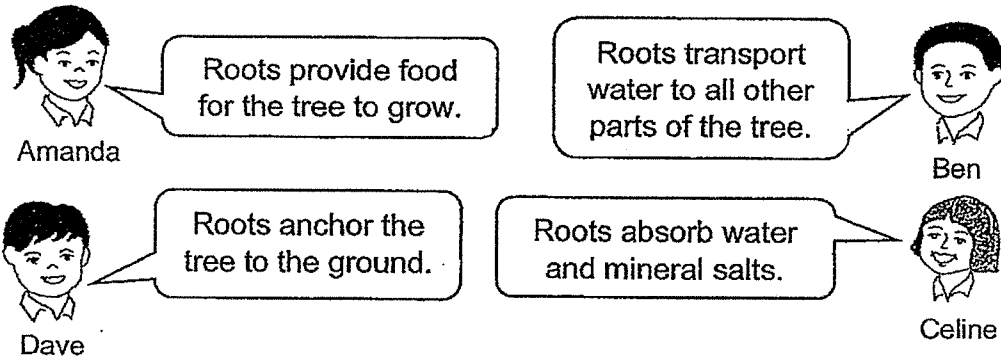 Roots provide food
for the tree to grow.
Amanda
Roots transport
water to all other
parts of the tree.
Ben
Roots anchor the
tree to the ground.
Dave
Roots absorb water
and mineral salts.
Celine